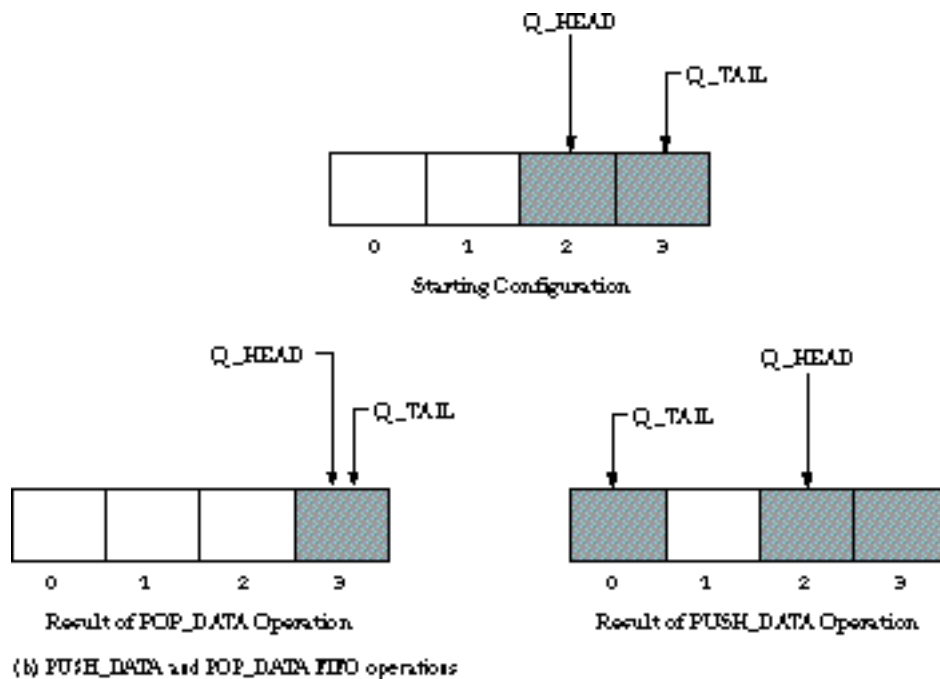 Q_HEAD
Q_TAIL
0 1 2 3
Starting Configuration
Q_HEAD
Q_TAIL
0 1 2 3
Result of POP_DATA Operation
Q_HEAD
Q_TAIL
0 1 2 3
Result of PUSH_DATA Operation
(b) PUSH_DATA and POP_DATA FIFO operations